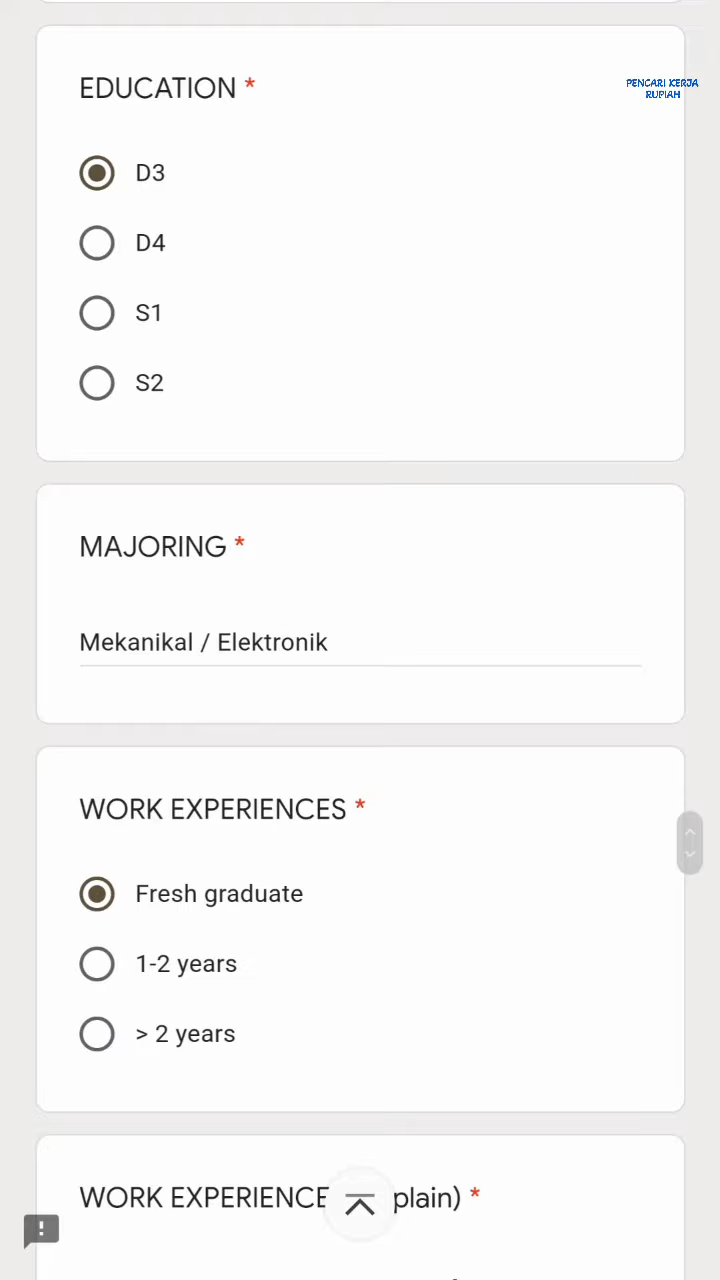 EDUCATION *
PENCARI KERJA
RUPIAH
D3
D4
S1
S2
MAJORING *
Mekanikal / Elektronik
WORK EXPERIENCES *
Fresh graduate
1-2 years
> 2 years
WORK EXPERIENCE plain) *